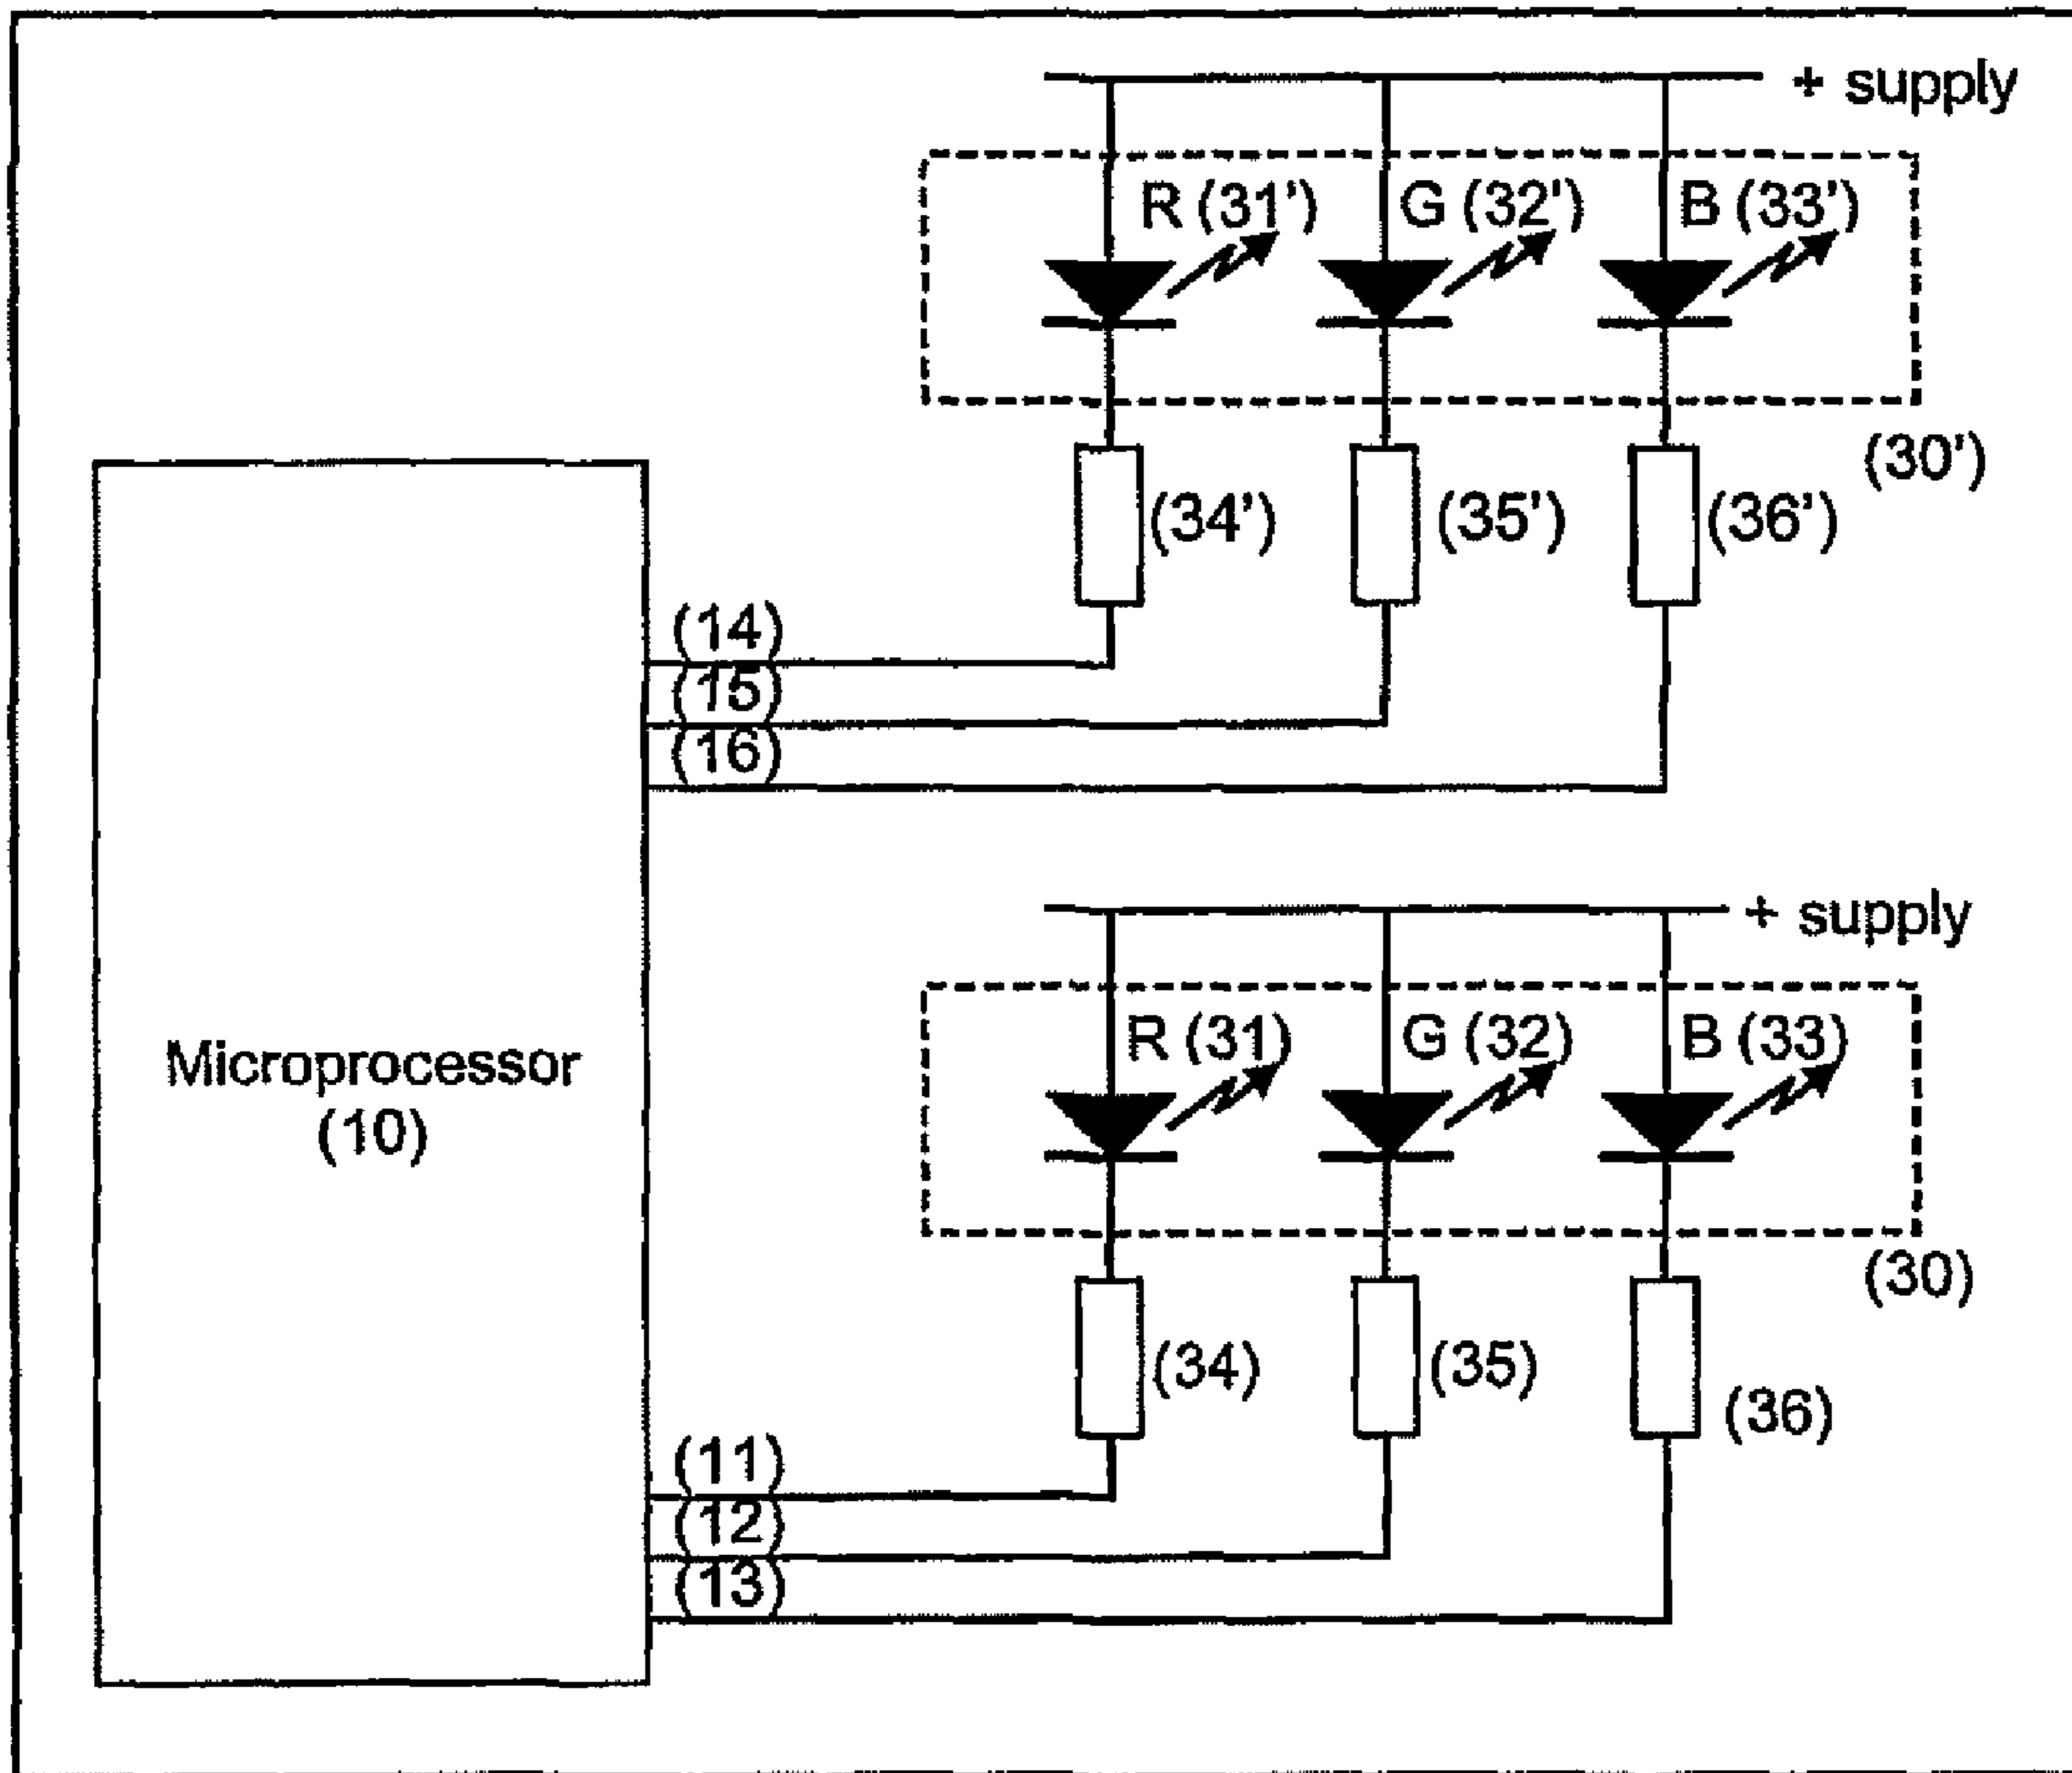 + supply
R (31') G (32') B (33')
(30')
(34') (35') (36')
(14)
(15)
(16)
+ supply
R (31) G (32) B (33)
Microprocessor
(10)
(30)
(34) (35) (36)
(11)
(12)
(13)